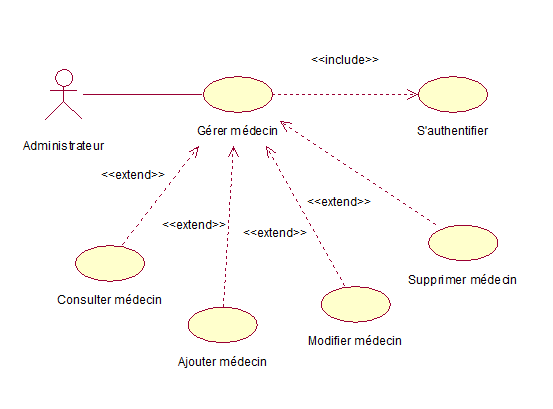 <<include>>
Gérer médecin
S'authentifier
Administrateur
<<extend>>
<<extend>>
<<extend>>
<<extend>>
Consulter médecin
Supprimer médecin
Modifier médecin
Ajouter médecin